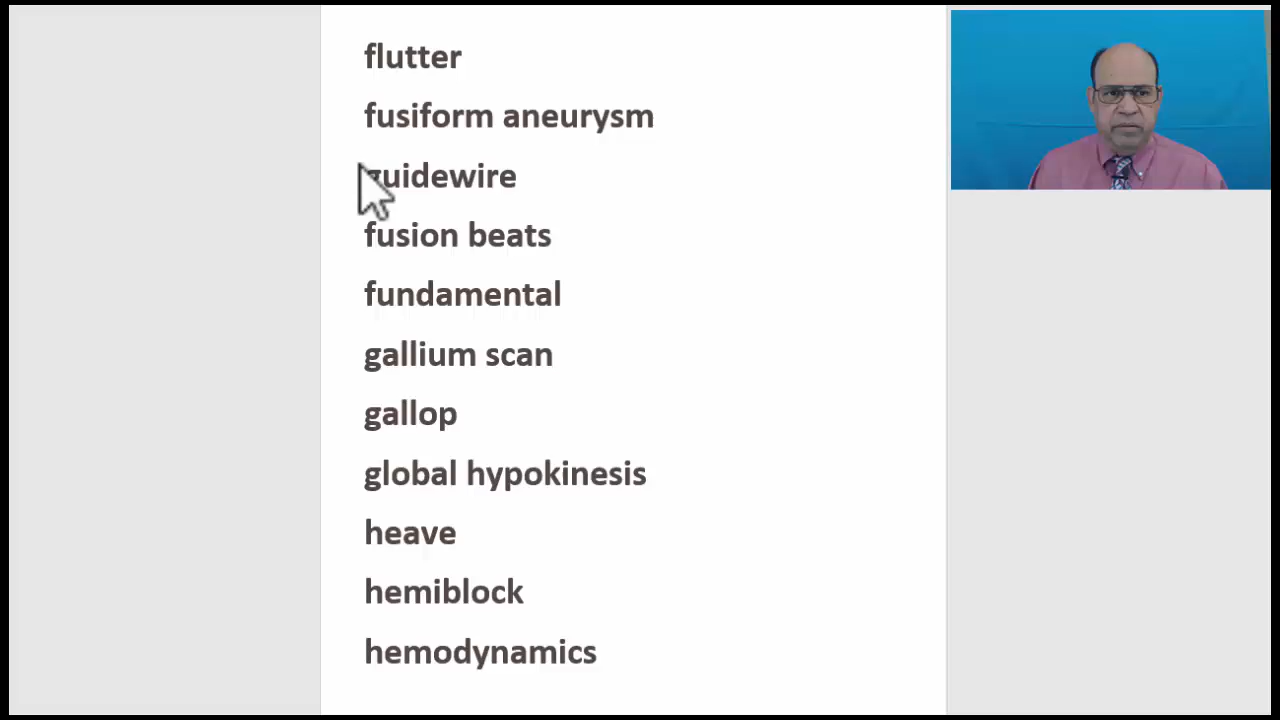 flutter
fusiform aneurysm
guidewire
fusion beats
fundamental
gallium scan
gallop
global hypokinesis
heave
hemiblock
hemodynamics